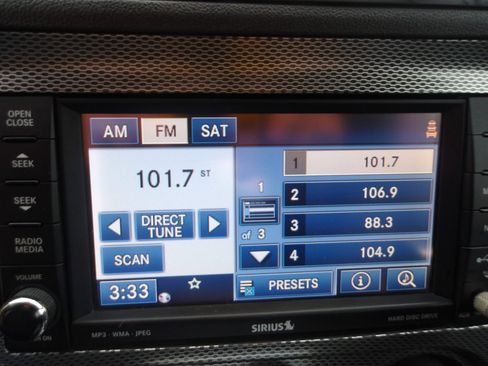 OPEN
CLOSE
SEEK
SEEK
RADIO
MEDIA
VOLUME
AM FM SAT
101.7 ST
DIRECT
TUNE
SCAN
3:33
1
of 3
1 101.7
2 106.9
3 88.3
4 104.9
PRESETS
MP3 · WMA · JPEG
SIRIUS
HARD DISC DRIVE